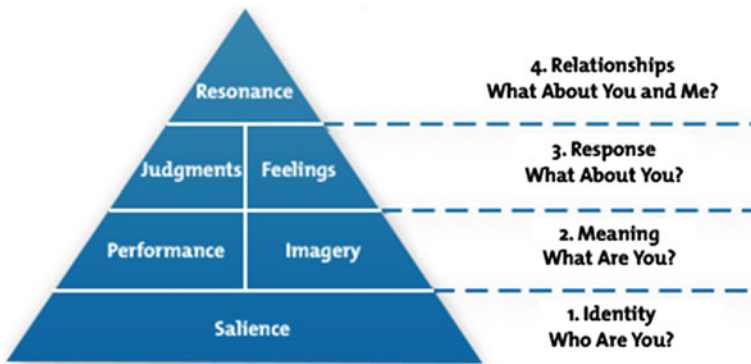 Resonance
4. Relationships
What About You and Me?
Judgments
Feelings
3. Response
What About You?
Performance
Imagery
2. Meaning
What Are You?
Salience
1. Identity
Who Are You?